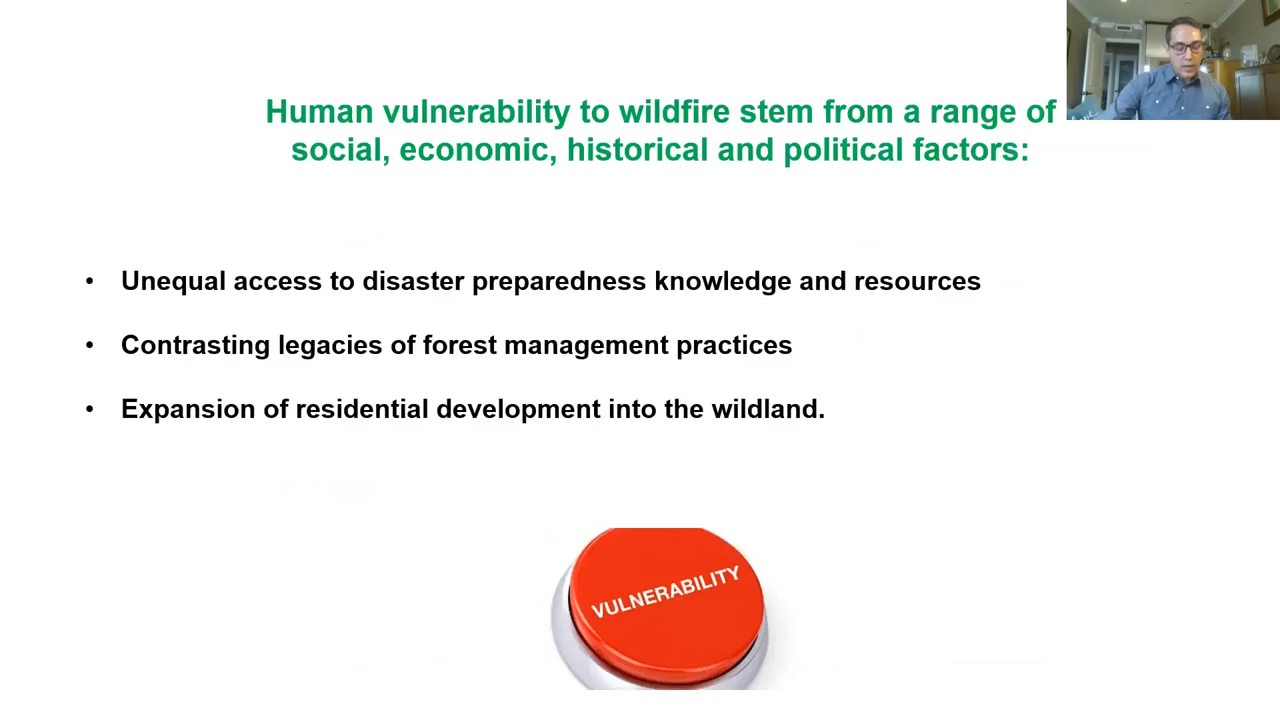 Human vulnerability to wildfire stem from a range of
social, economic, historical and political factors:
• Unequal access to disaster preparedness knowledge and resources
• Contrasting legacies of forest management practices
• Expansion of residential development into the wildland.
VULNERABILITY